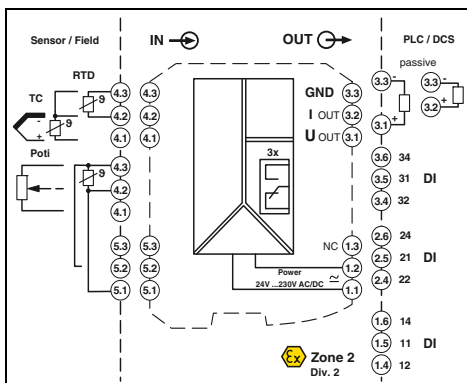 Sensor / Field
IN
OUT
PLC / DCS
RTD
TC
ϑ
ϑ
-
+
4.3
4.2
4.1
4.3
4.2
4.1
GND 3.3
I OUT 3.2
U OUT 3.1
passive
3.3 -
3.1 +
3.3 -
3.2 +
Poti
ϑ
4.3
4.2
4.1
3x
3.6 34
3.5 31 DI
3.4 32
5.3
5.2
5.1
5.3
5.2
5.1
NC 1.3
Power 1.2
24V ...230V AC/DC ≂ 1.1
2.6 24
2.5 21 DI
2.4 22
Ex Zone 2
Div. 2
1.6 14
1.5 11 DI
1.4 12